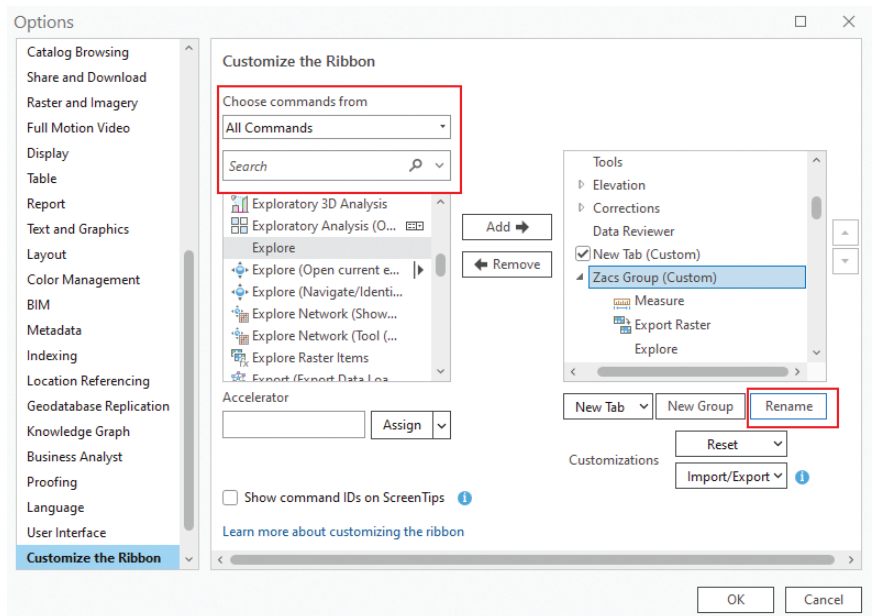 Options
Catalog Browsing
Share and Download
Raster and Imagery
Full Motion Video
Display
Table
Report
Text and Graphics
Layout
Color Management
BIM
Metadata
Indexing
Location Referencing
Geodatabase Replication
Knowledge Graph
Business Analyst
Proofing
Language
User Interface
Customize the Ribbon
Customize the Ribbon
Choose commands from
All Commands
Search
Exploratory 3D Analysis
Exploratory Analysis (O...
Explore
Explore (Open current e...
Explore (Navigate/Identi...
Explore Network (Show...
Explore Network (Tool (...
Explore Raster Items
Export (Export Data Loa
Accelerator
Assign
Show command IDs on ScreenTips
Learn more about customizing the ribbon
Add
Remove
Tools
Elevation
Corrections
Data Reviewer
New Tab (Custom)
Zacs Group (Custom)
Measure
Export Raster
Explore
New Tab
New Group
Rename
Customizations
Reset
Import/Export
OK
Cancel